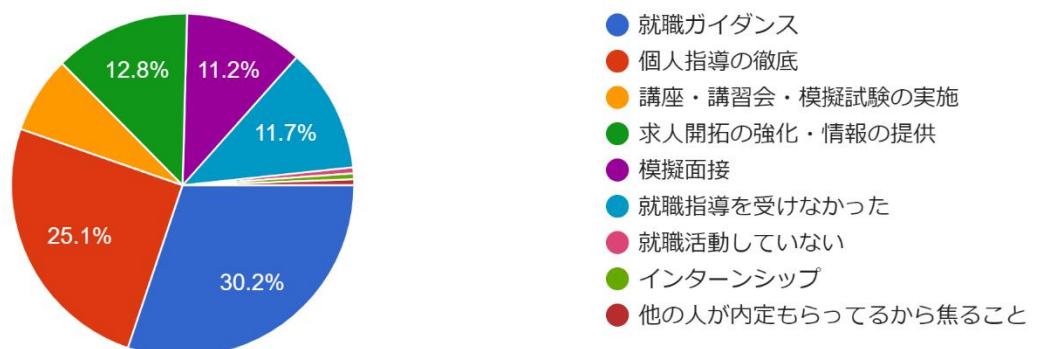 12.8%
11.2%
11.7%
25.1%
30.2%
就職ガイダンス
個人指導の徹底
講座・講習会・模擬試験の実施
求人開拓の強化・情報の提供
模擬面接
就職指導を受けなかった
就職活動していない
インターンシップ
他の人が内定もらってるから焦ること